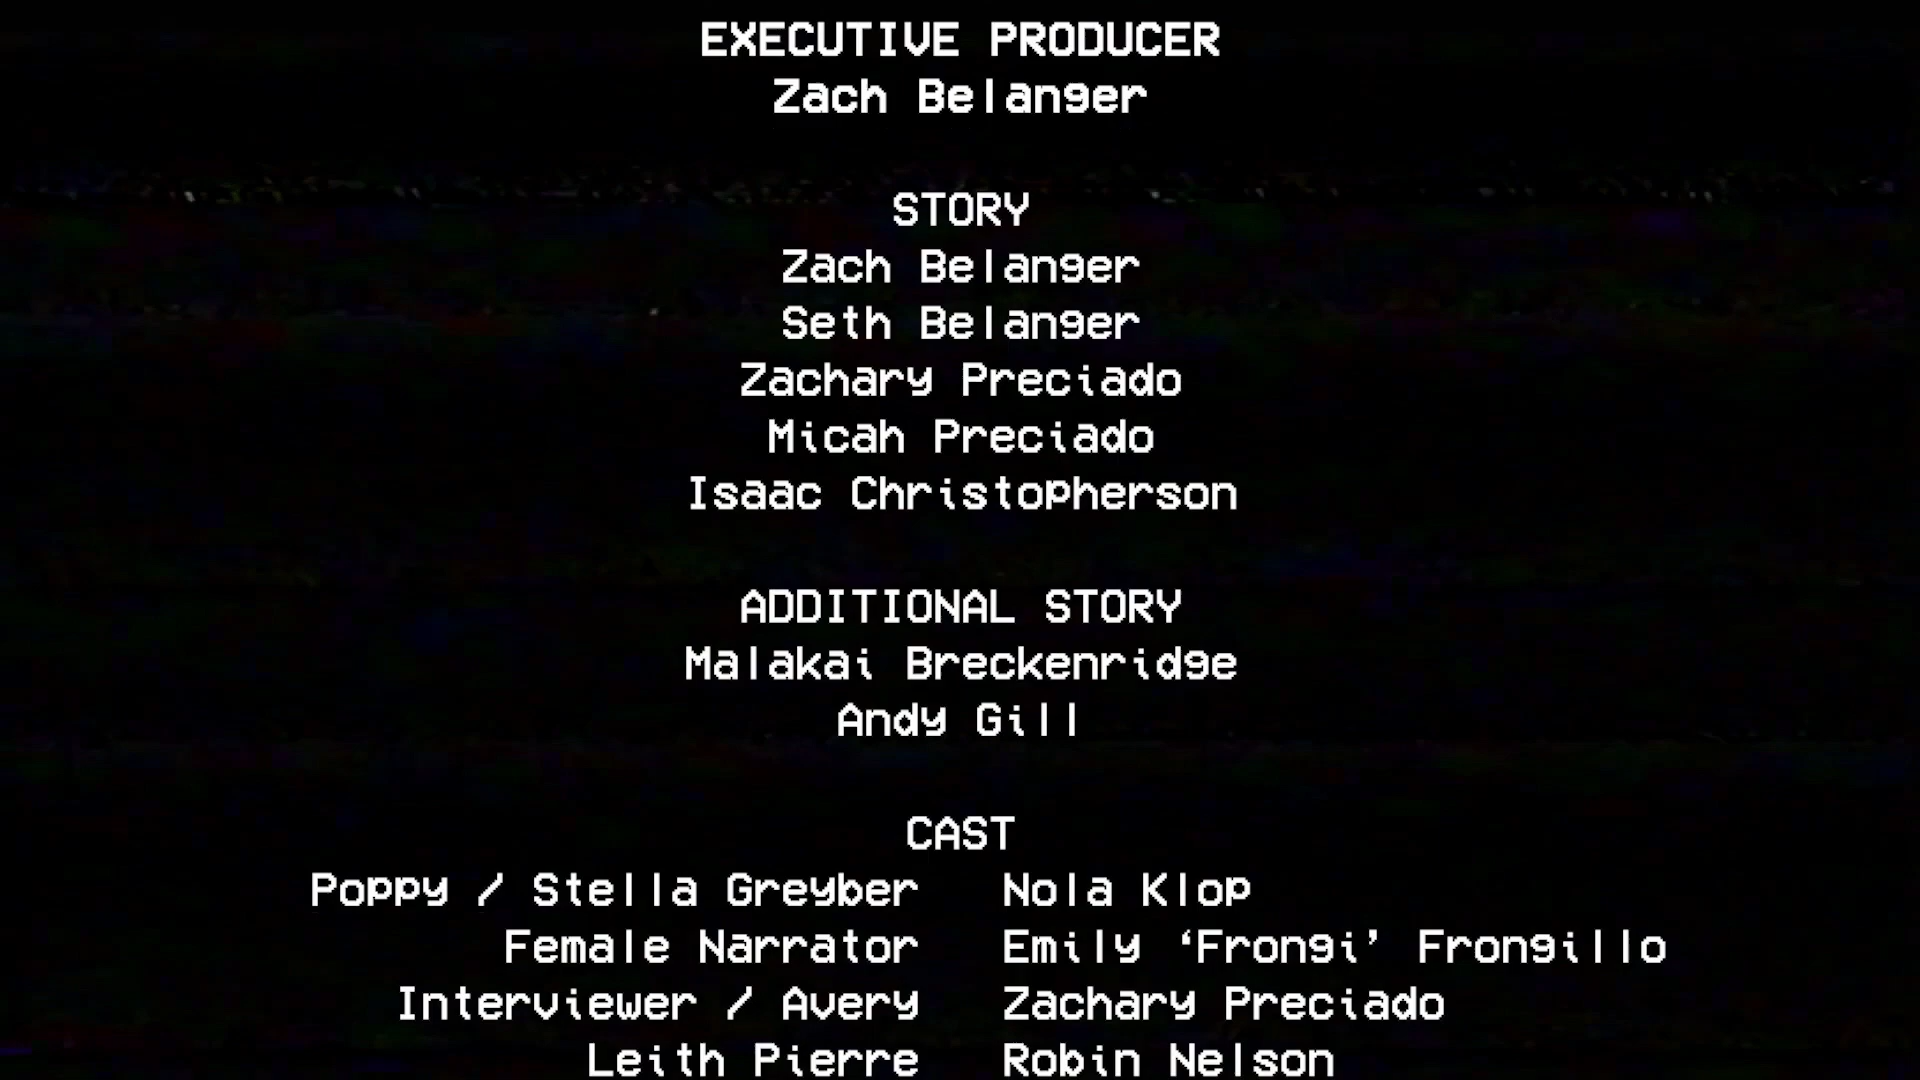 EXECUTIVE PRODUCER
Zach Belanger
STORY
Zach Belanger
Seth Belanger
Zachary Preciado
Micah Preciado
Isaac Christopherson
ADDITIONAL STORY
Malakai Breckenridge
Andy Gill
CAST
Poppy / Stella Greyber Nola Klop
Female Narrator Emily ‘Frongi’ Frongillo
Interviewer / Avery Zachary Preciado
Leith Pierre Robin Nelson